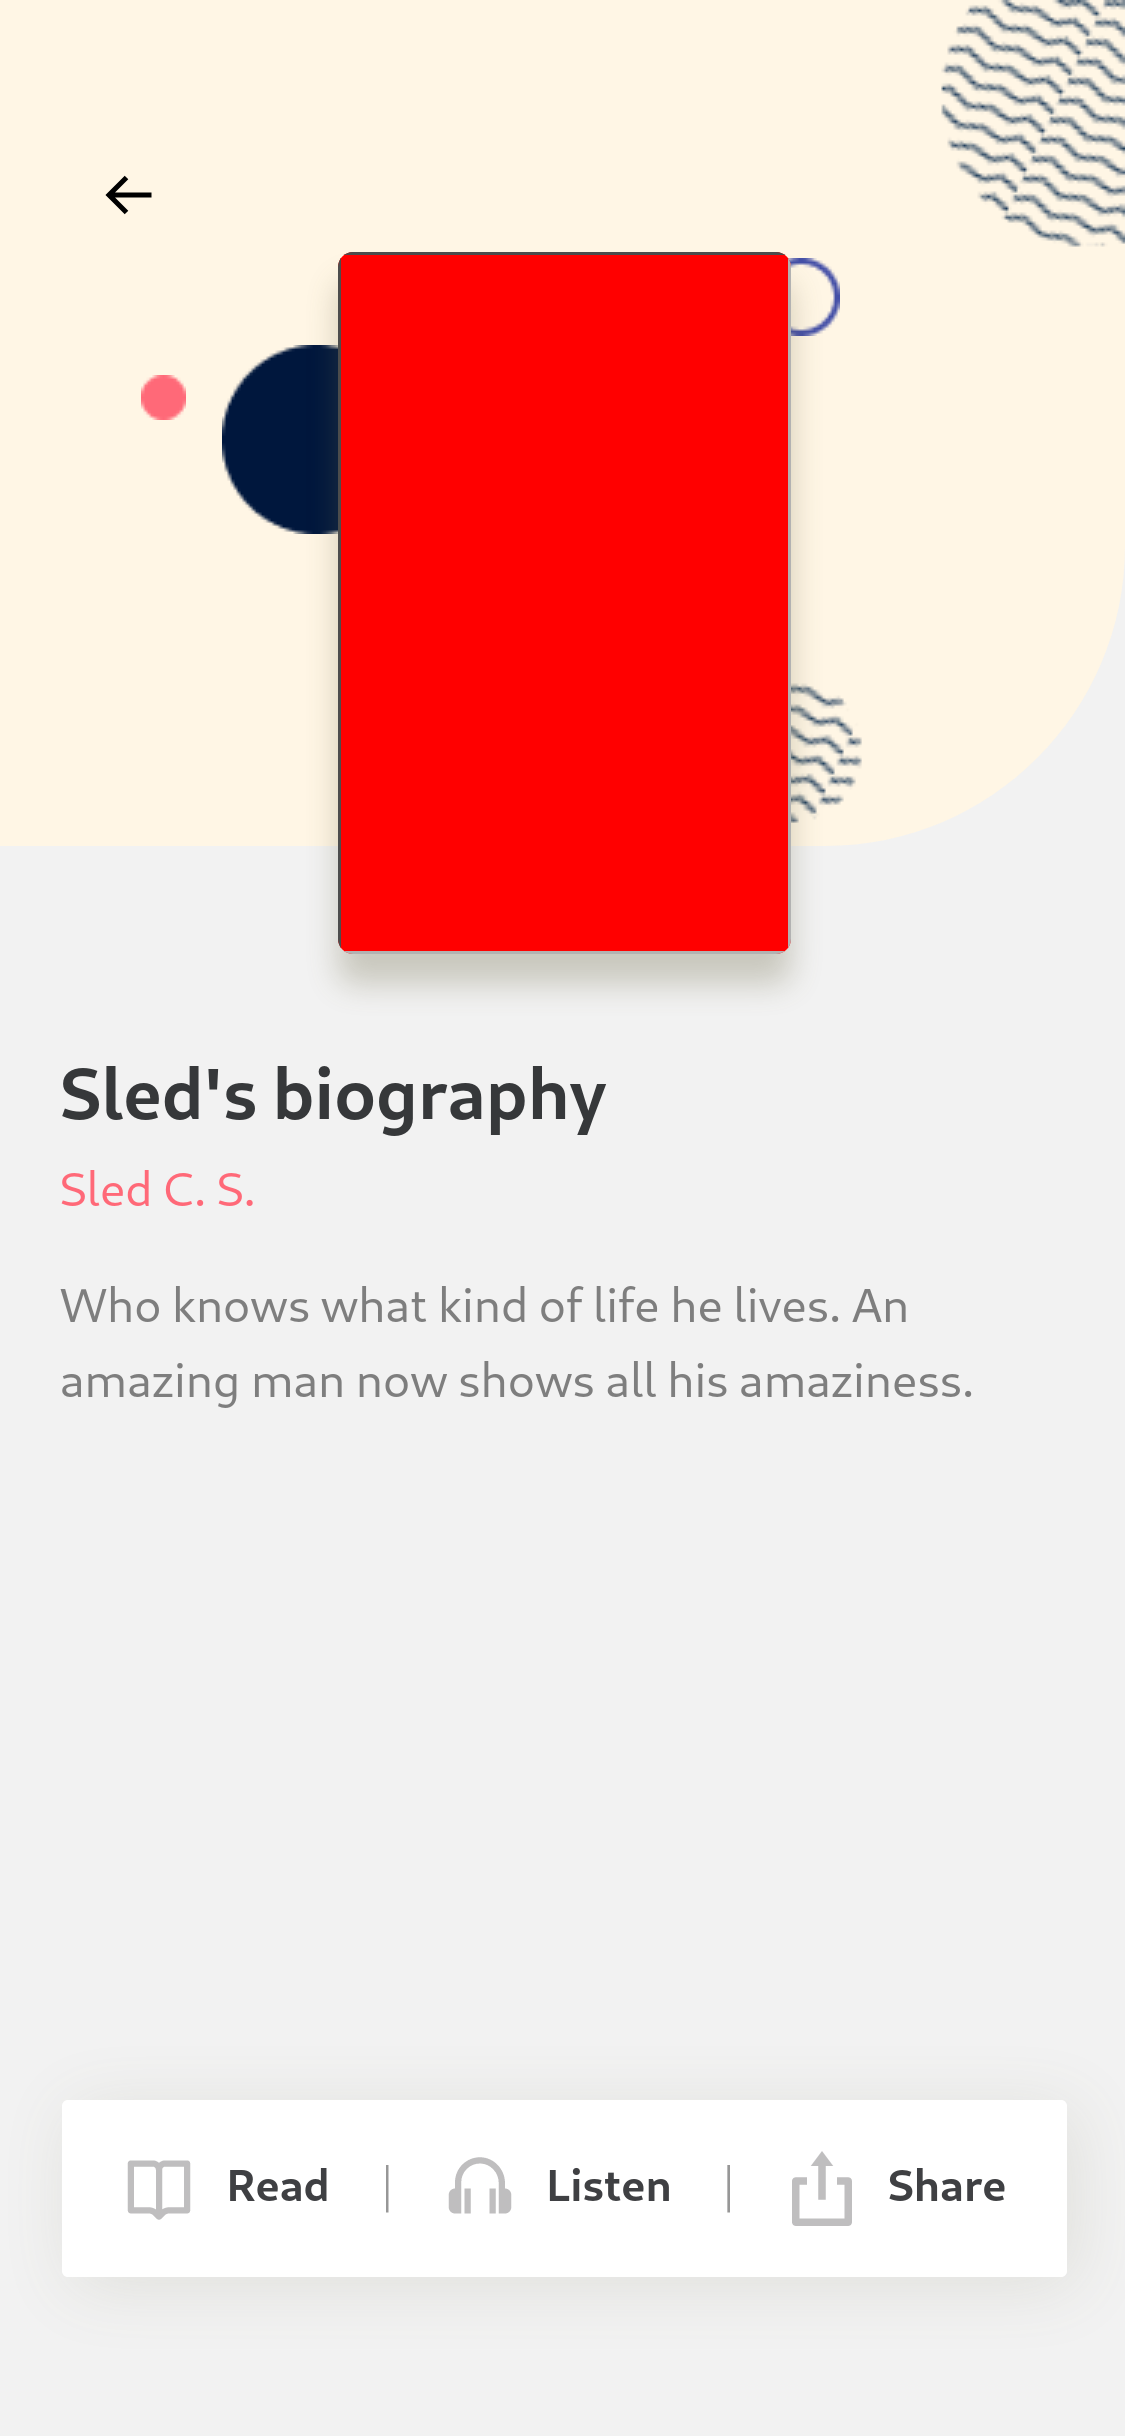 Sled's biography
Sled C. S.
Who knows what kind of life he lives. An
amazing man now shows all his amaziness.
Read | Listen | Share